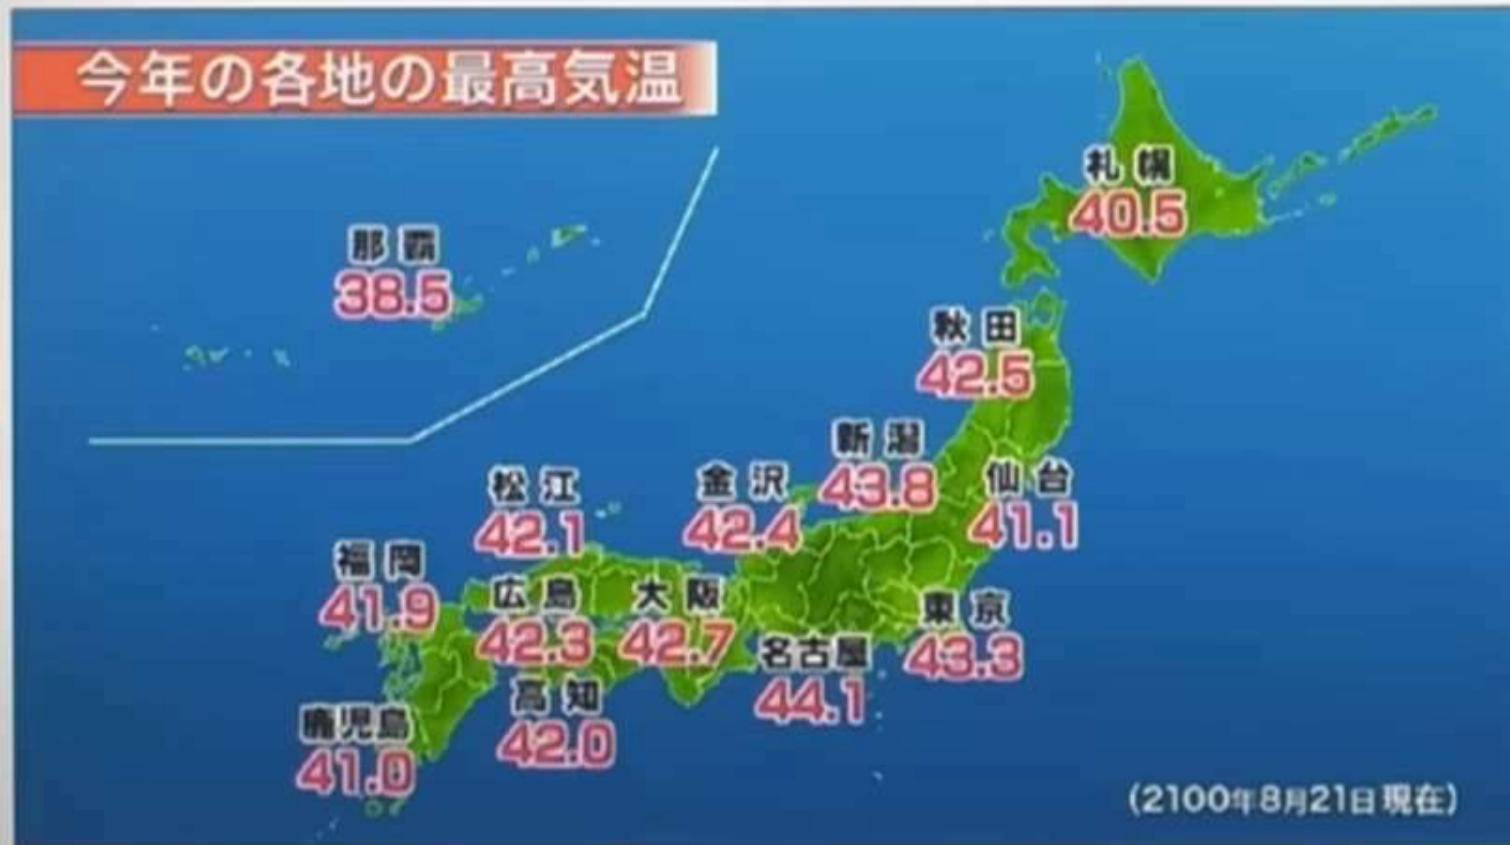 今年の各地の最高気温
札幌
40.5
那覇
38.5
秋田
42.5
新潟
43.8
仙台
41.1
金沢
42.4
松江
42.1
福岡
41.9
広島
42.3
大阪
42.7
東京
43.3
名古屋
44.1
高知
42.0
鹿児島
41.0
(2100年8月21日現在)